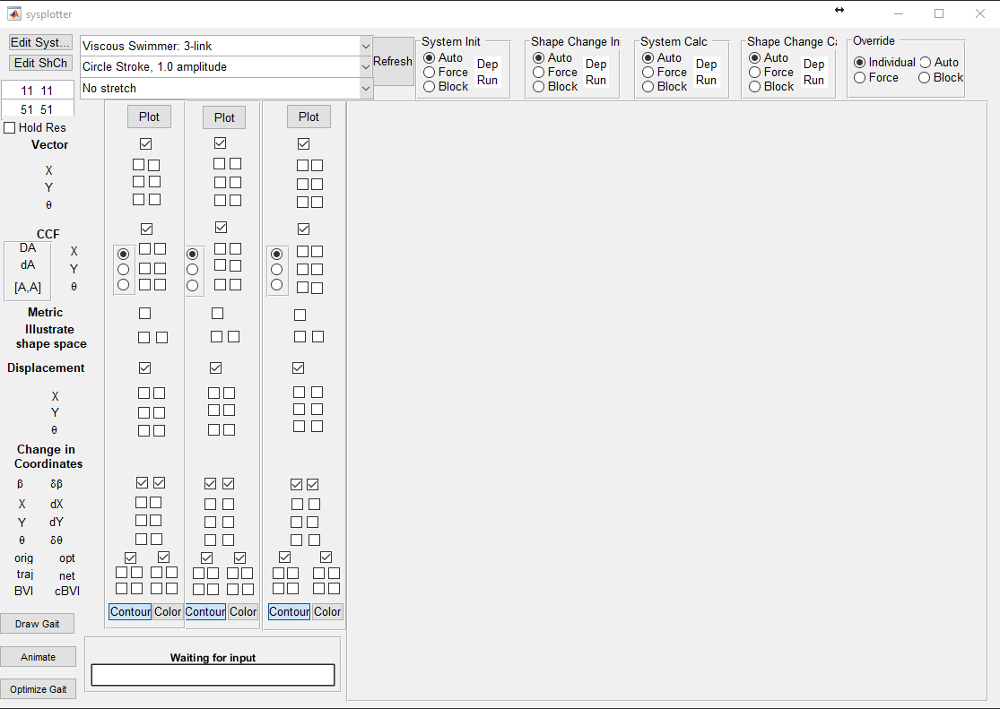 sysplotter
Edit Syst...
Edit ShCh
Viscous Swimmer: 3-link
Circle Stroke, 1.0 amplitude
No stretch
Refresh
System Init
Auto
Force
Block
Dep
Run
Shape Change In
Auto
Force
Block
Dep
Run
System Calc
Auto
Force
Block
Dep
Run
Shape Change Ca
Auto
Force
Block
Dep
Run
Override
Individual Auto
Force Block
11 11
51 51
Hold Res
Plot Plot Plot
Vector
X
Y
θ
CCF
DA
dA
[A,A]
X
Y
θ
Metric
Illustrate
shape space
Displacement
X
Y
θ
Change in
Coordinates
β δβ
X dX
Y dY
θ δθ
orig opt
traj net
BVI cBVI
Contour Color Contour Color Contour Color
Draw Gait
Animate
Optimize Gait
Waiting for input